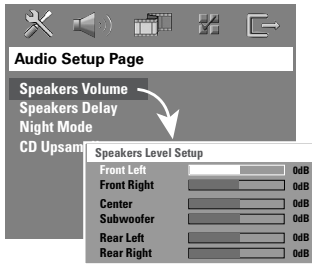 Audio Setup Page
Speakers Volume
Speakers Delay
Night Mode
CD Upsam
Speakers Level Setup
Front Left 0dB
Front Right 0dB
Center 0dB
Subwoofer 0dB
Rear Left 0dB
Rear Right 0dB